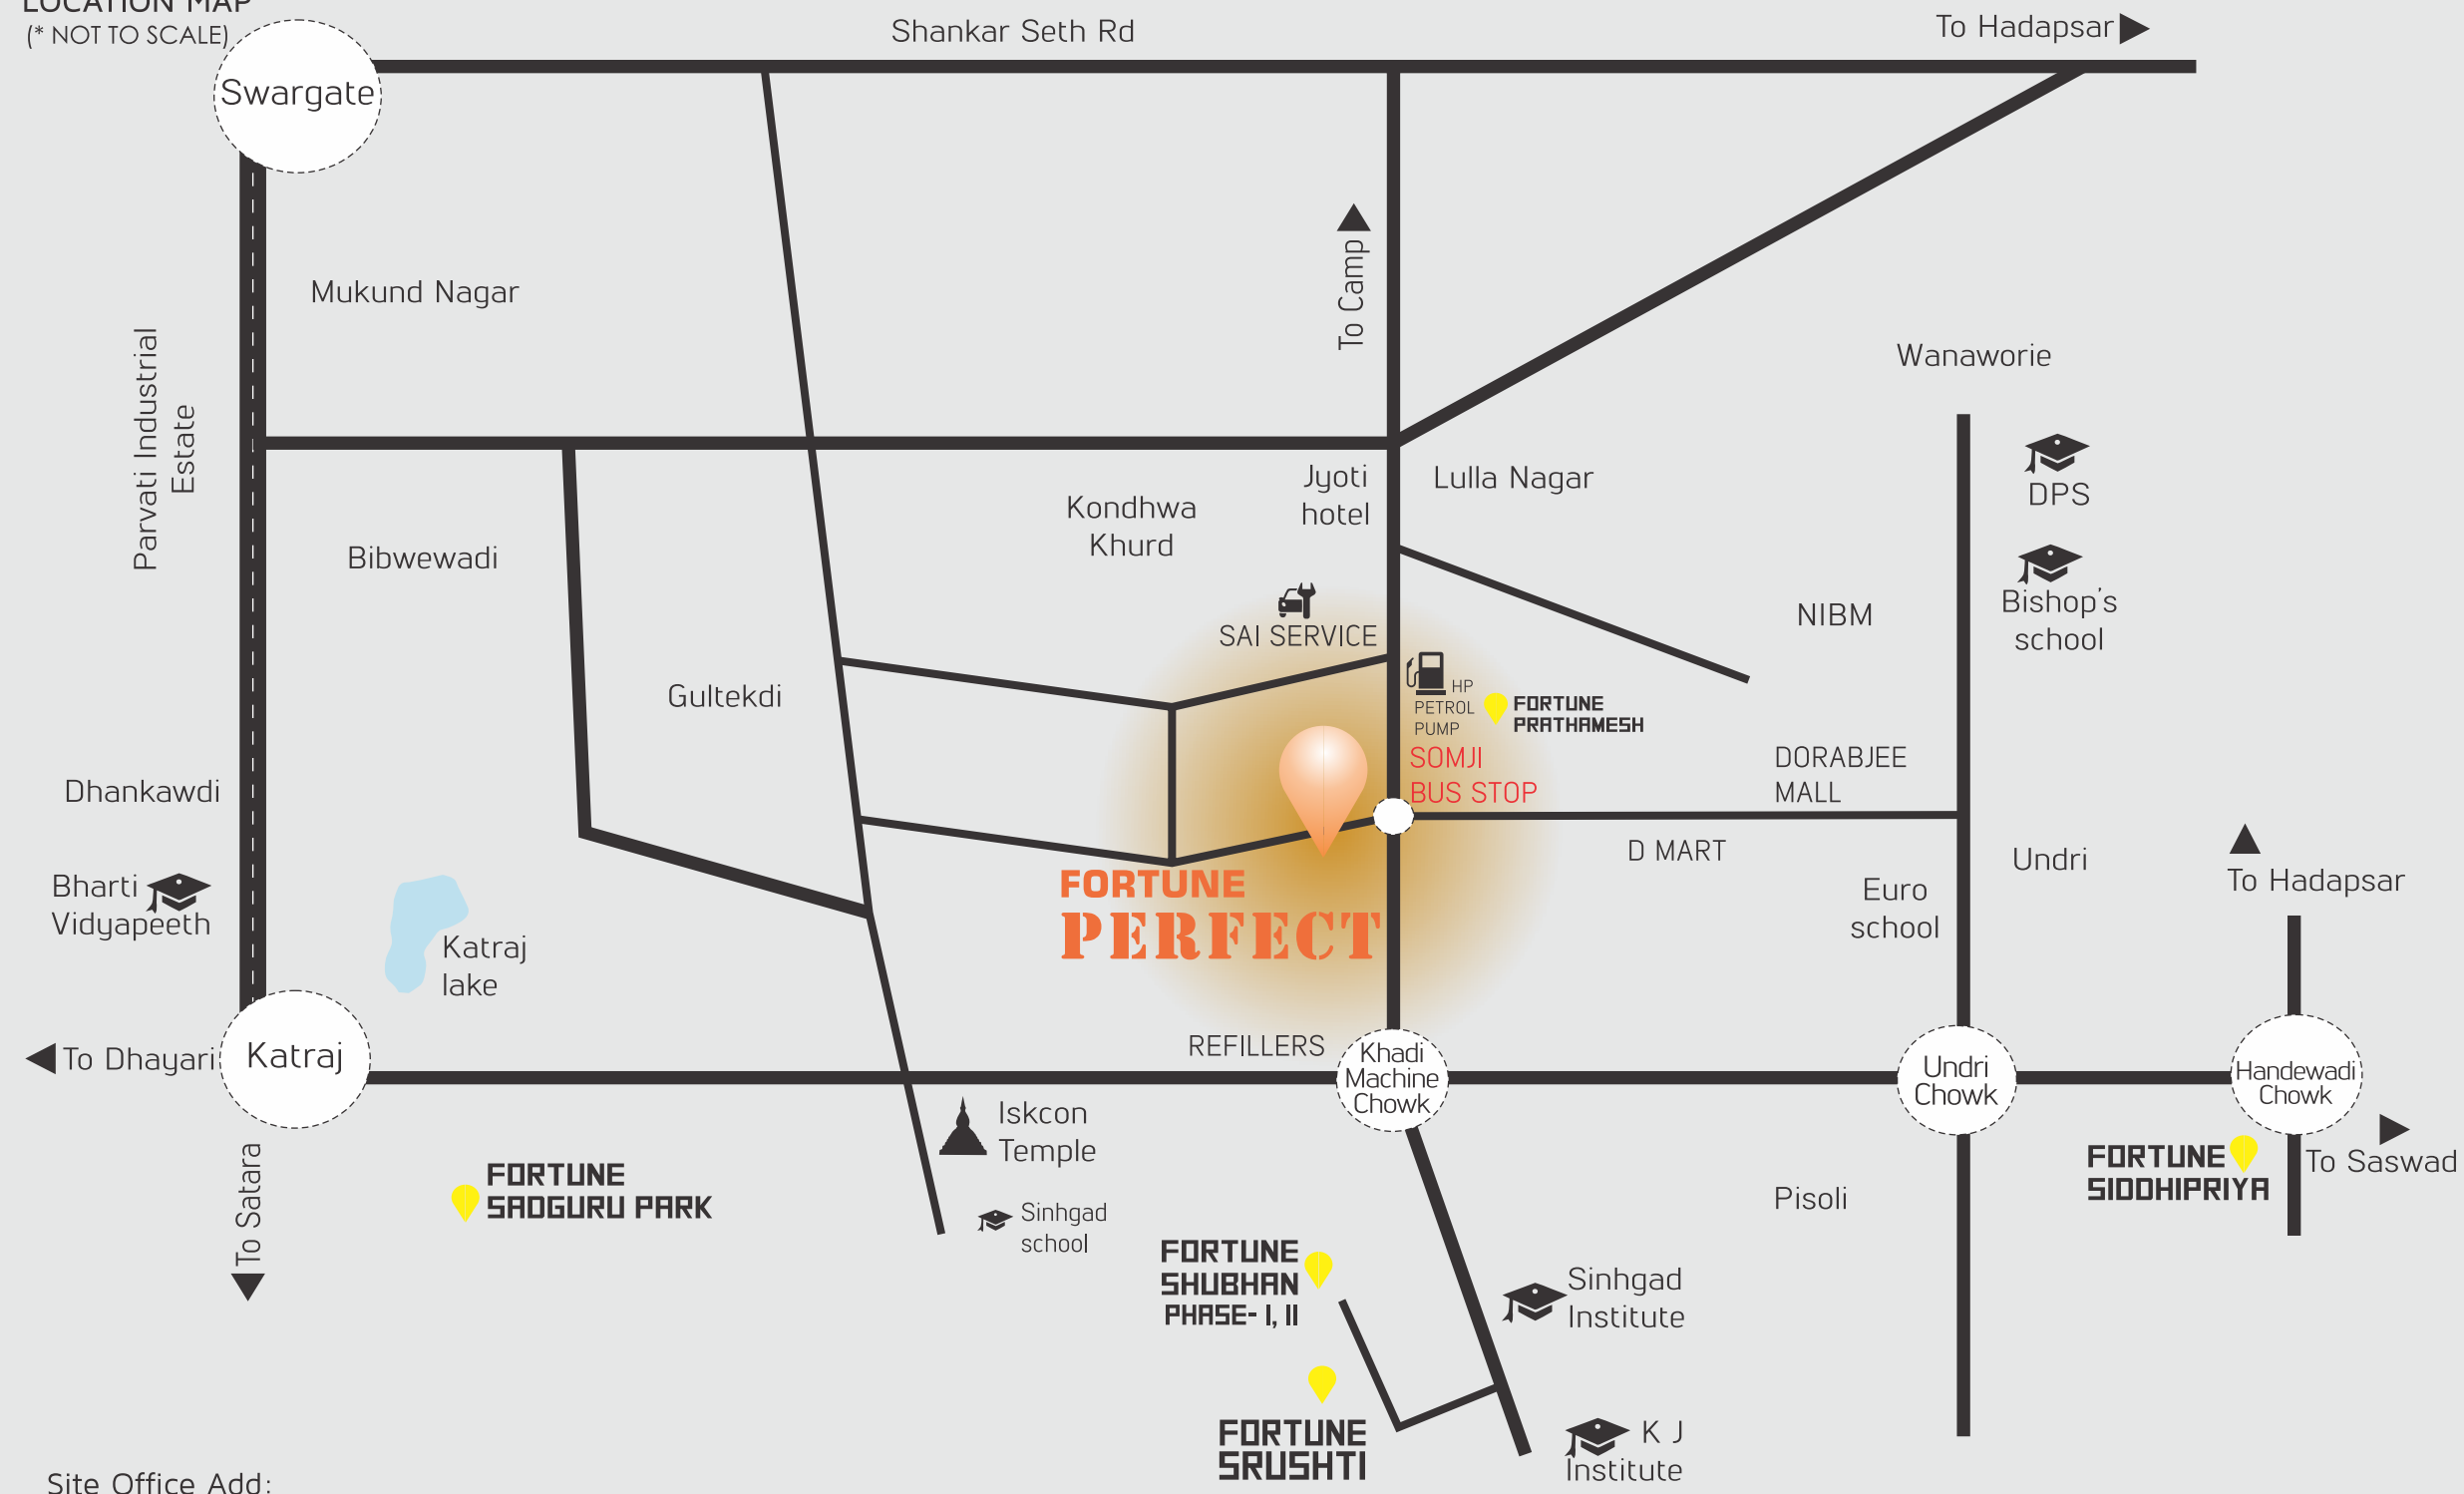 LOCATION MAP
(* NOT TO SCALE)
Shankar Seth Rd
To Hadapsar
Swargate
To Camp
Mukund Nagar
Parvati Industrial
Estate
Wanaworie
DPS
Jyoti
hotel
Lulla Nagar
Kondhwa
Khurd
Bibwewadi
NIBM
Bishop's
school
SAI SERVICE
Gultekdi
HP
PETROL
PUMP
FORTUNE
PRATHAMESH
SOMJI
BUS STOP
DORABJEE
MALL
Dhankawdi
D MART
Undri
To Hadapsar
Bharti
Vidyapeeth
FORTUNE
PERFECT
Euro
school
Katraj
lake
REFILLERS
To Dhayari
Katraj
Khadi
Machine
Chowk
Undri
Chowk
Handewadi
Chowk
Iskcon
Temple
To Satara
FORTUNE
SADGURU PARK
Sinhgad
school
Pisoli
FORTUNE
SIDDHIPRIYA
To Saswad
FORTUNE
SHUBHAN
PHASE- I, II
Sinhgad
Institute
FORTUNE
SRUSHTI
K J
Institute
Site Office Add: